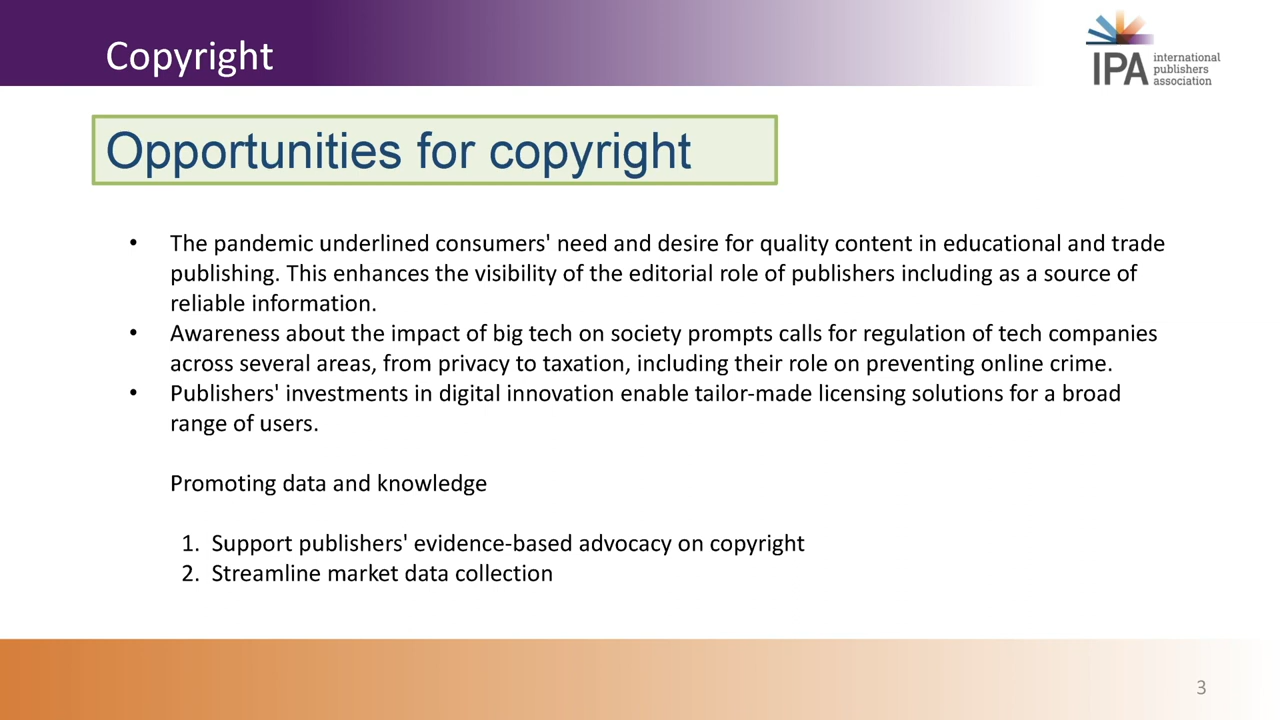 Copyright
IPA international
publishers
association
Opportunities for copyright
• The pandemic underlined consumers' need and desire for quality content in educational and trade
publishing. This enhances the visibility of the editorial role of publishers including as a source of
reliable information.
• Awareness about the impact of big tech on society prompts calls for regulation of tech companies
across several areas, from privacy to taxation, including their role on preventing online crime.
• Publishers' investments in digital innovation enable tailor-made licensing solutions for a broad
range of users.
Promoting data and knowledge
1. Support publishers' evidence-based advocacy on copyright
2. Streamline market data collection
3